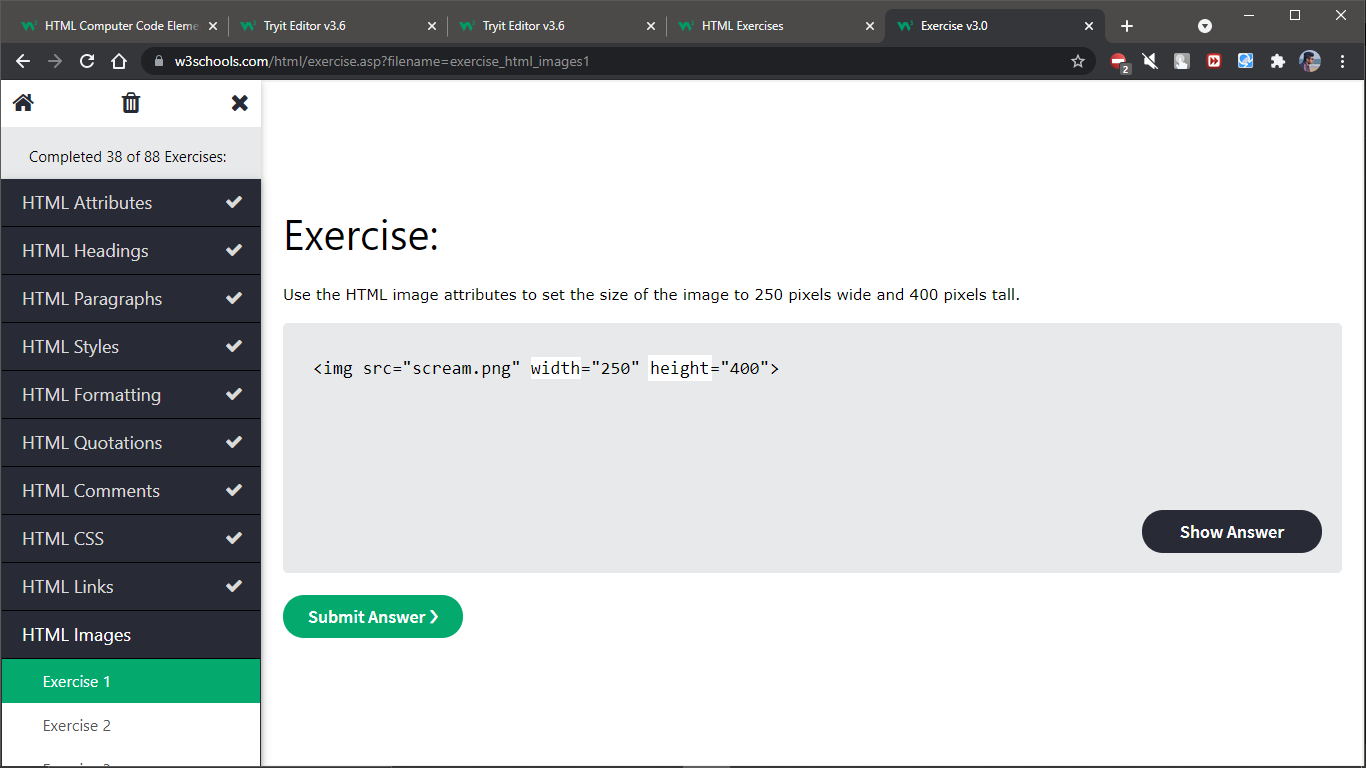 HTML Computer Code Eleme
Tryit Editor v3.6
Tryit Editor v3.6
HTML Exercises
Exercise v3.0
w3schools.com/html/exercise.asp?filename=exercise_html_images1
2
Completed 38 of 88 Exercises:
HTML Attributes
HTML Headings
HTML Paragraphs
HTML Styles
HTML Formatting
HTML Quotations
HTML Comments
HTML CSS
HTML Links
HTML Images
Exercise 1
Exercise 2
Exercise:
Use the HTML image attributes to set the size of the image to 250 pixels wide and 400 pixels tall.
<img src="scream.png" width="250" height="400">
Show Answer
Submit Answer ❯